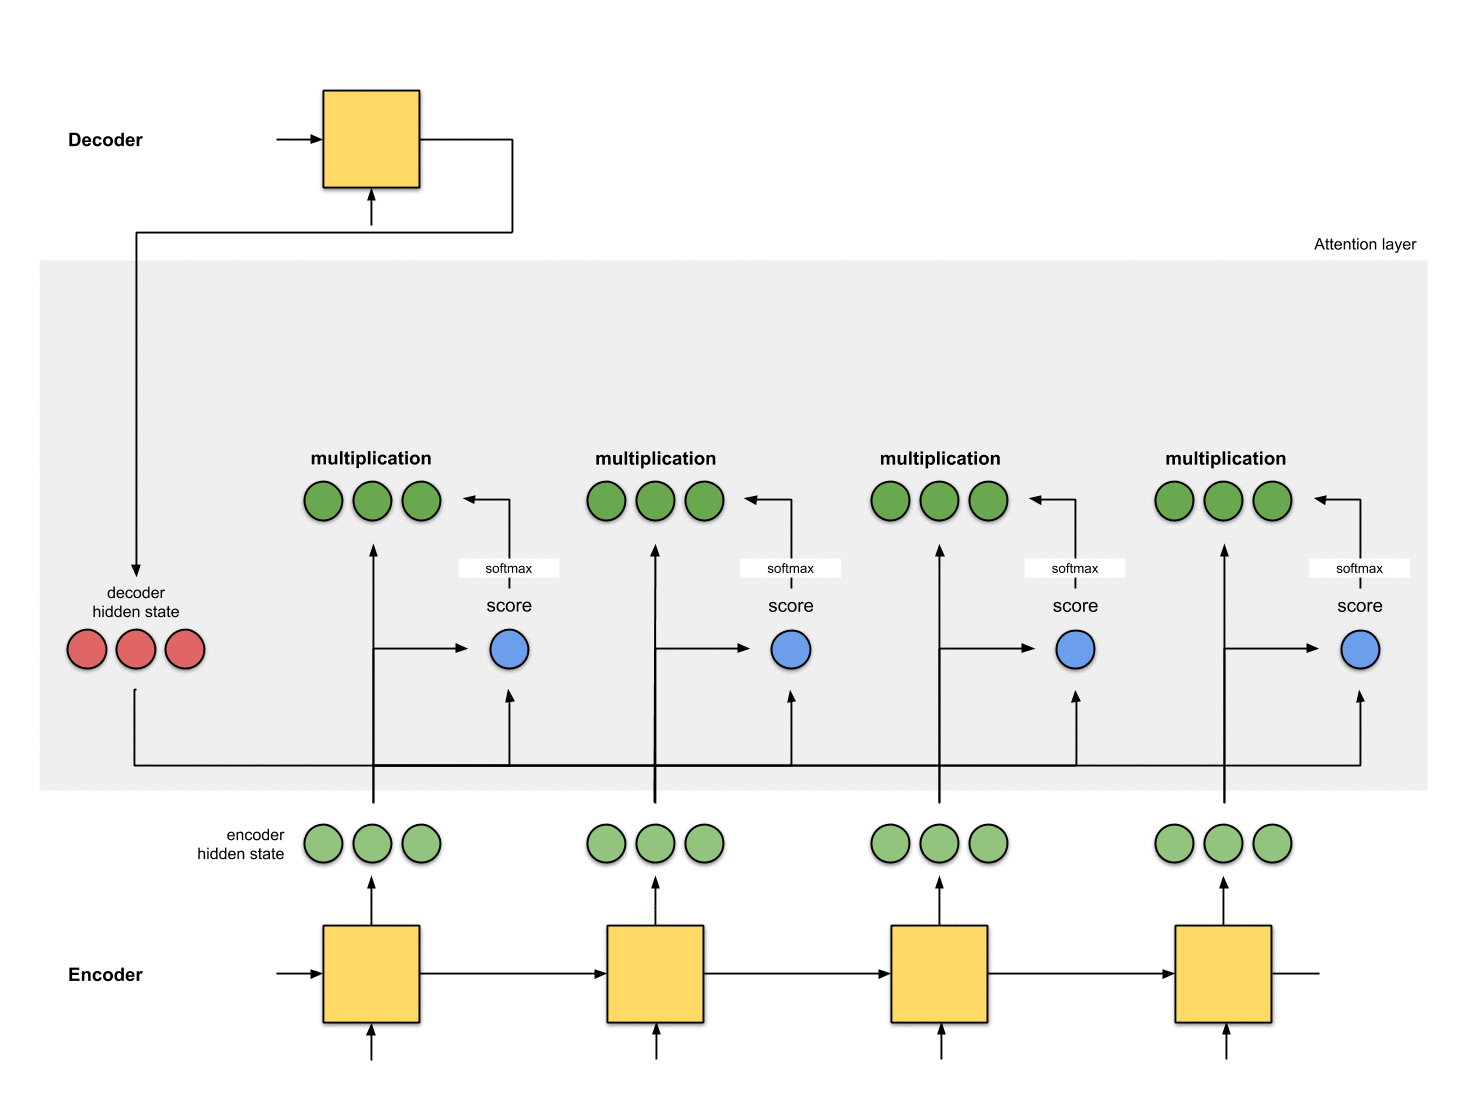 Decoder
Attention layer
multiplication multiplication multiplication multiplication
softmax softmax softmax softmax
decoder
hidden state
score score score score
encoder
hidden state
Encoder